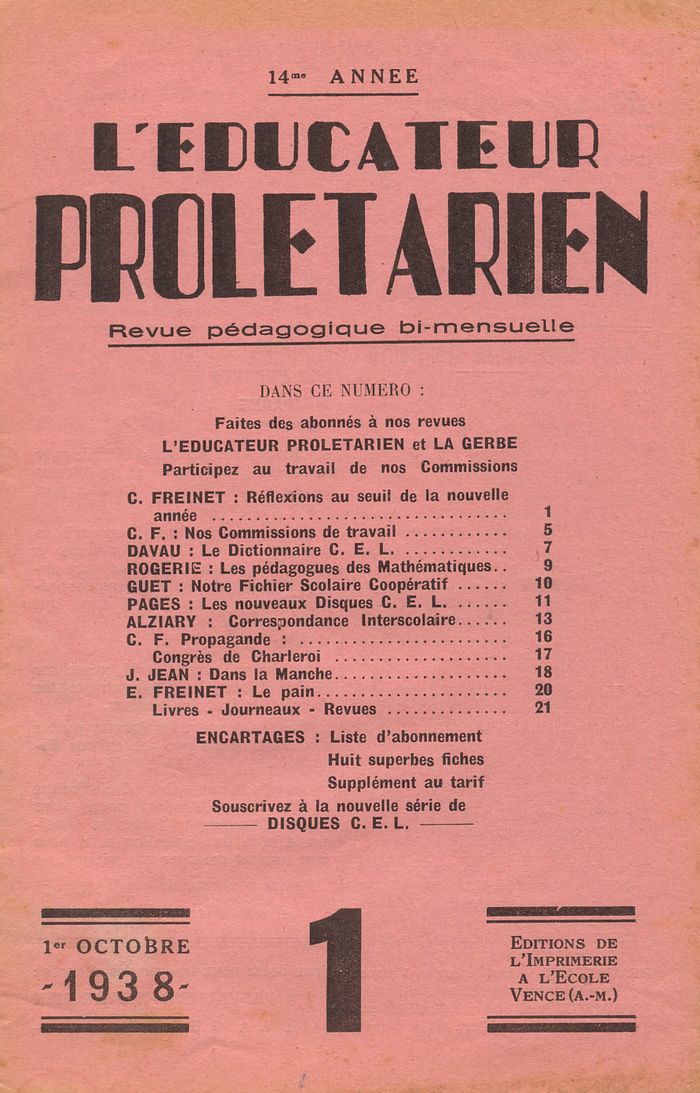 14me ANNEE
L'EDUCATEUR
PROLETARIEN
Revue pédagogique bi-mensuelle
DANS CE NUMERO :
Faites des abonnés à nos revues
L'EDUCATEUR PROLETARIEN et LA GERBE
Participez au travail de nos Commissions
C. FREINET : Réflexions au seuil de la nouvelle
année .................................. 1
C. F. : Nos Commissions de travail ............ 5
DAVAU : Le Dictionnaire C. E. L. ............ 7
ROGERIE : Les pédagogues des Mathématiques.. 9
GUET : Notre Fichier Scolaire Coopératif ...... 10
PAGES : Les nouveaux Disques C. E. L. ...... 11
ALZIARY : Correspondance Interscolaire...... 13
C. F. Propagande : ......................... 16
Congrès de Charleroi .................... 17
J. JEAN : Dans la Manche.................... 18
E. FREINET : Le pain...................... 20
Livres - Journeaux - Revues .............. 21
ENCARTAGES : Liste d'abonnement
Huit superbes fiches
Supplément au tarif
Souscrivez à la nouvelle série de
DISQUES C. E. L.
1er OCTOBRE
-1938-
1
EDITIONS DE
L'IMPRIMERIE
A L'ECOLE
VENCE (A.-M.)